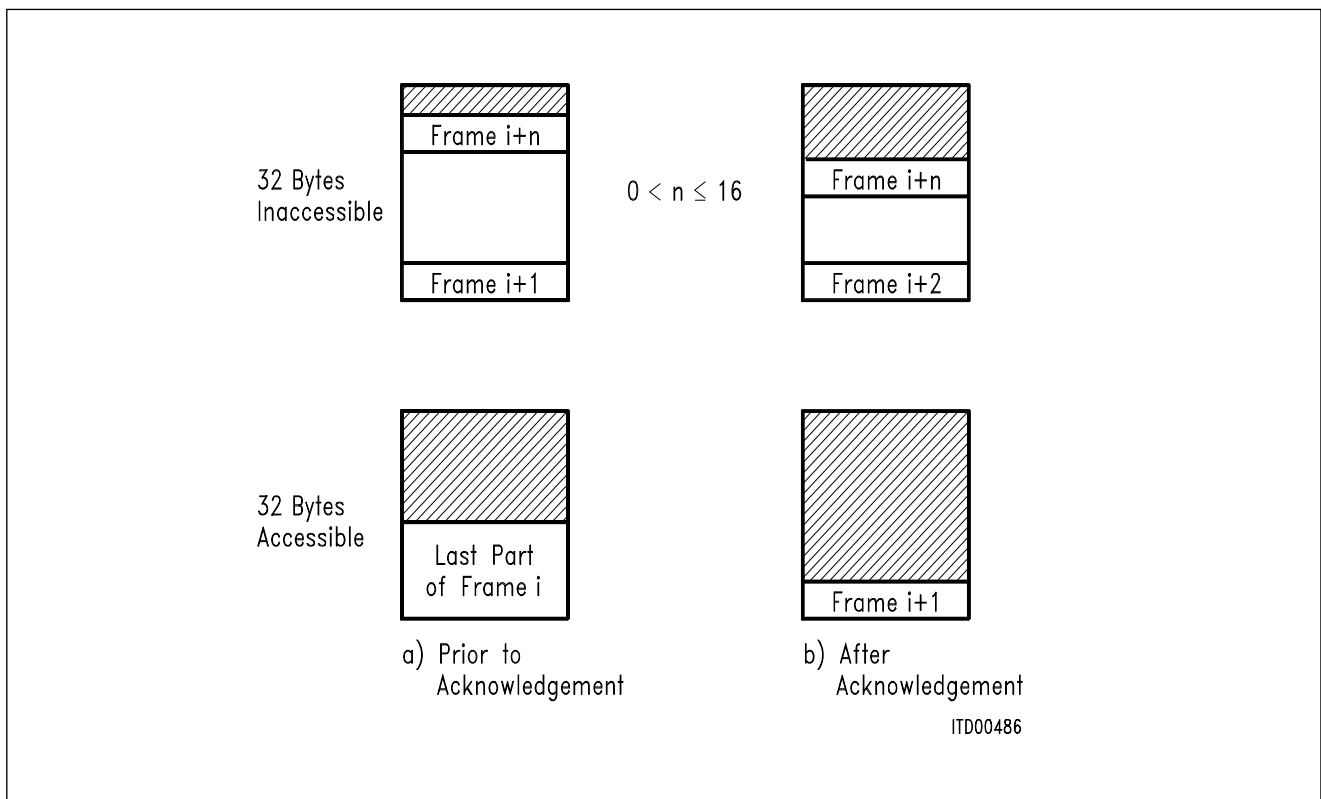 Frame i+n
32 Bytes
Inaccessible
Frame i+1
0 < n ≤ 16
Frame i+n
Frame i+2
32 Bytes
Accessible
Last Part
of Frame i
Frame i+1
a) Prior to
Acknowledgement
b) After
Acknowledgement
ITD00486